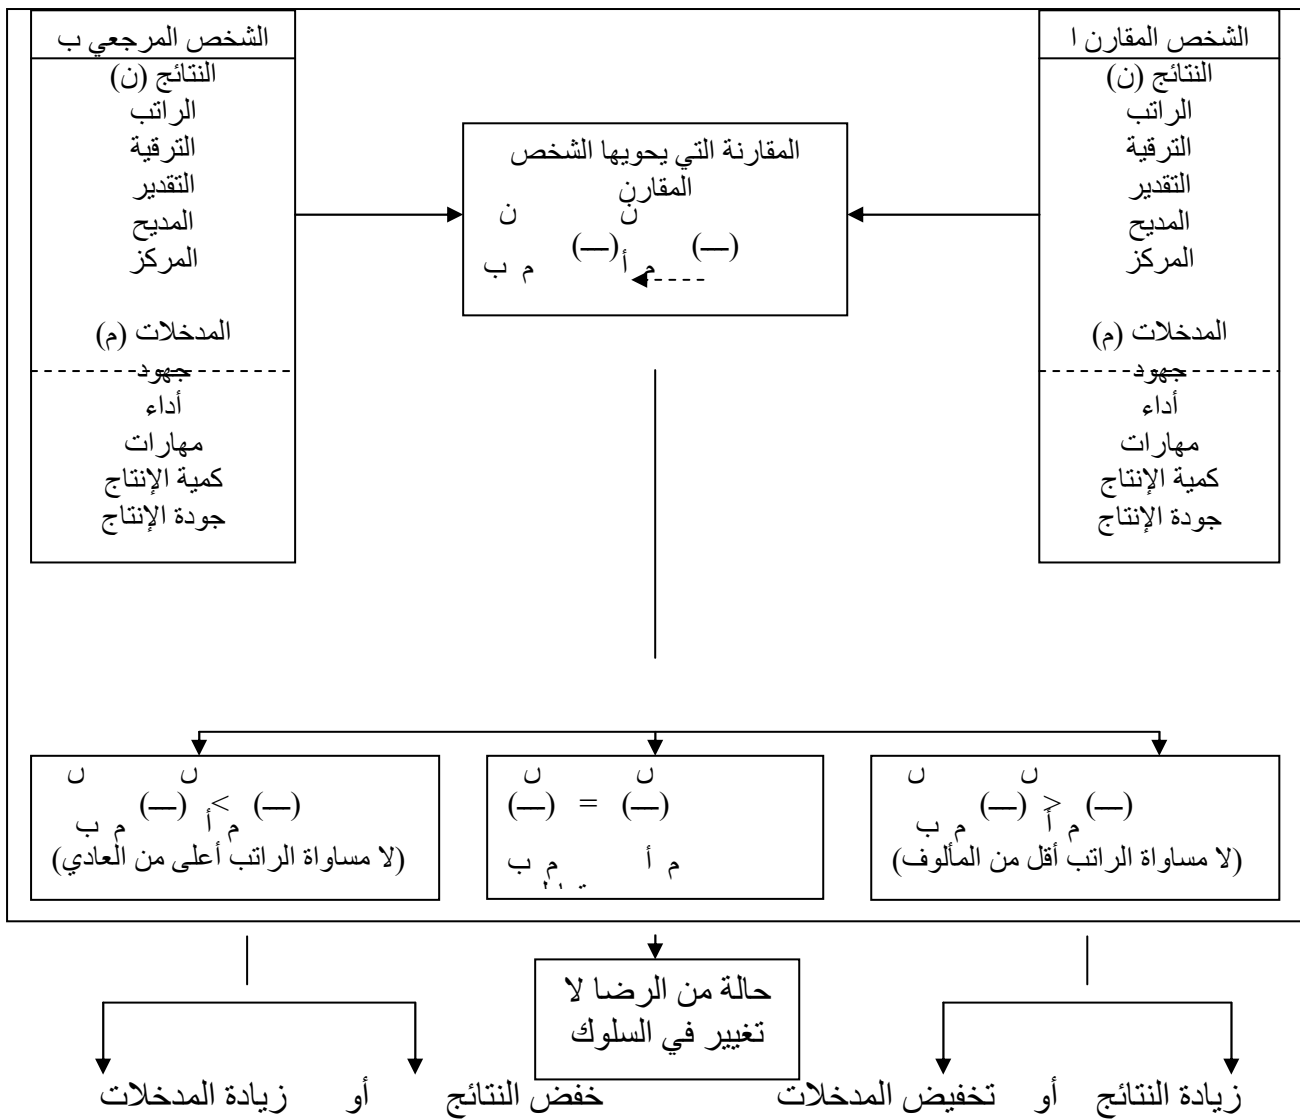 الشخص المقارن ا
النتائج (ن)
الراتب
الترقية
التقدير
المديح
المركز
المدخلات (م)
جهود
أداء
مهارات
كمية الإنتاج
جودة الإنتاج
المقارنة التي يحويها الشخص
المقارن
ن ن
(—) (—)
م أ م ب
الشخص المرجعي ب
النتائج (ن)
الراتب
الترقية
التقدير
المديح
المركز
المدخلات (م)
جهود
أداء
مهارات
كمية الإنتاج
جودة الإنتاج
ن ن
(—) > (—)
م أ م ب
(لا مساواة الراتب أقل من المألوف)
ن ن
(—) = (—)
م أ م ب
ن ن
(—) < (—)
م أ م ب
(لا مساواة الراتب أعلى من العادي)
حالة من الرضا لا
تغيير في السلوك
زيادة النتائج أو تخفيض المدخلات
خفض النتائج أو زيادة المدخلات